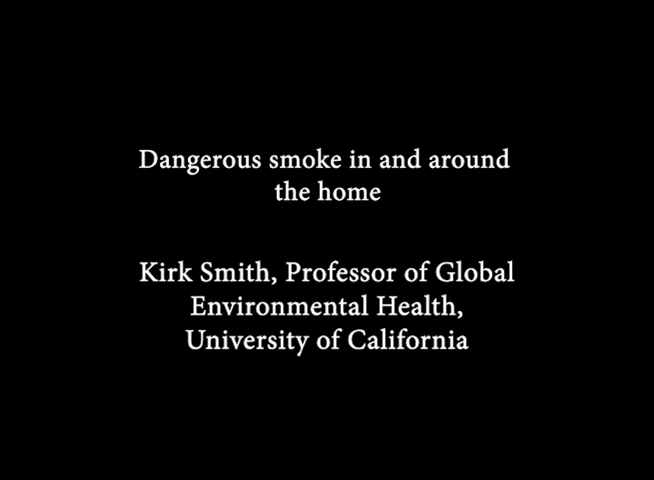 Dangerous smoke in and around
the home
Kirk Smith, Professor of Global
Environmental Health,
University of California